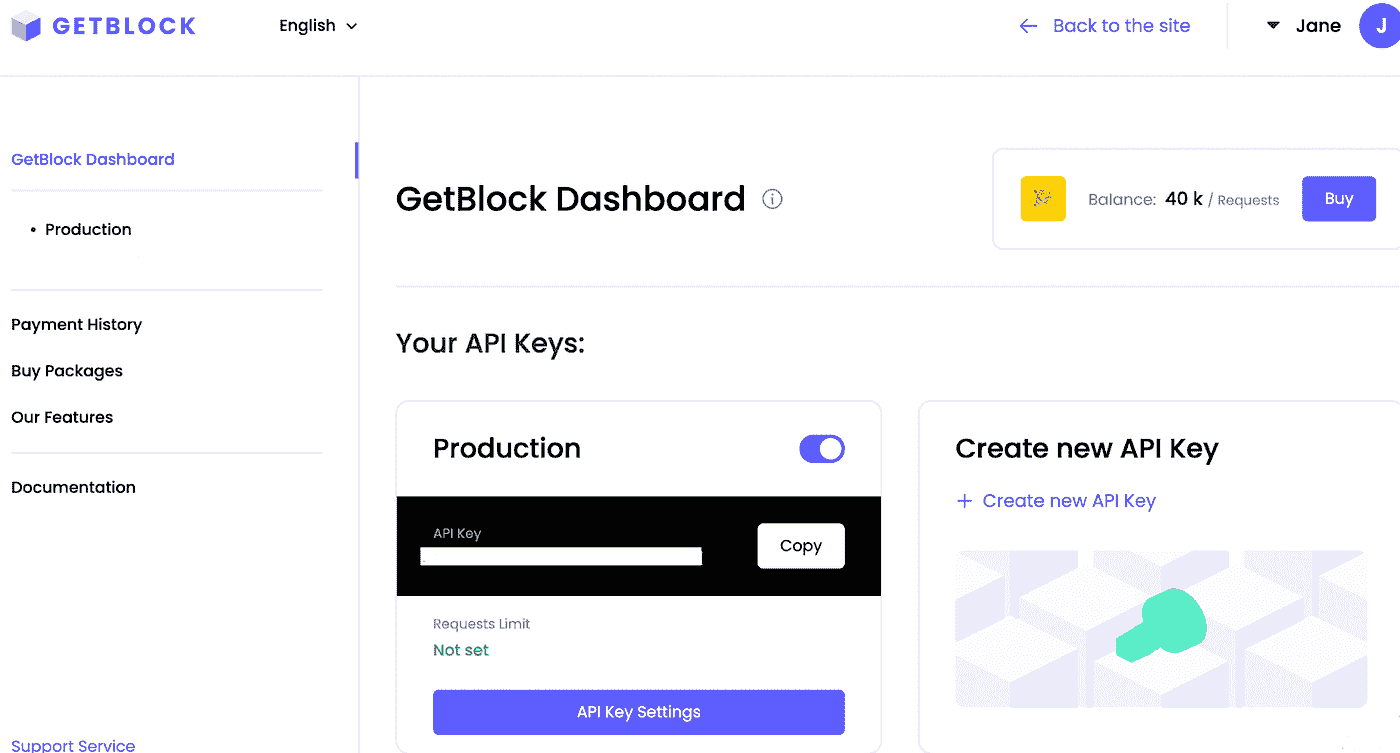 GETBLOCK
English
Back to the site
Jane
J
GetBlock Dashboard
Production
Payment History
Buy Packages
Our Features
Documentation
Support Service
GetBlock Dashboard
Balance: 40 k / Requests
Buy
Your API Keys:
Production
API Key
Copy
Requests Limit
Not set
API Key Settings
Create new API Key
+ Create new API Key